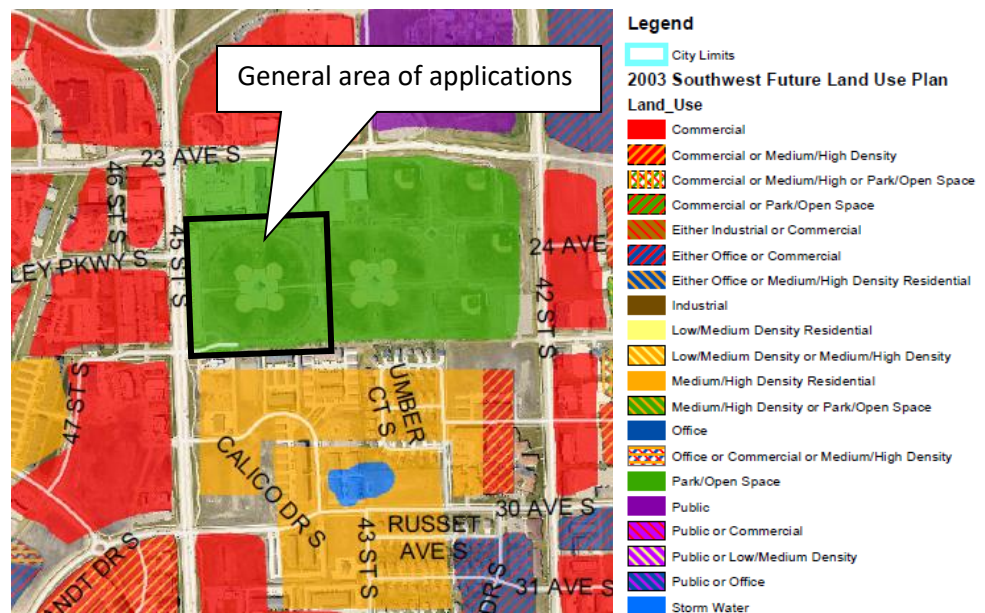 General area of applications
23 AVE S
46 ST S
LEY PKWY S
45 ST S
24 AVE
42 ST S
47 ST S
UMBER
CT S
CALICO DR S
30 AVE S
RUSSET
AVE S
43 ST S
ANDT DR S
DR S
31 AVE S
Legend
City Limits
2003 Southwest Future Land Use Plan
Land_Use
Commercial
Commercial or Medium/High Density
Commercial or Medium/High or Park/Open Space
Commercial or Park/Open Space
Either Industrial or Commercial
Either Office or Commercial
Either Office or Medium/High Density Residential
Industrial
Low/Medium Density Residential
Low/Medium Density or Medium/High Density
Medium/High Density Residential
Medium/High Density or Park/Open Space
Office
Office or Commercial or Medium/High Density
Park/Open Space
Public
Public or Commercial
Public or Low/Medium Density
Public or Office
Storm Water